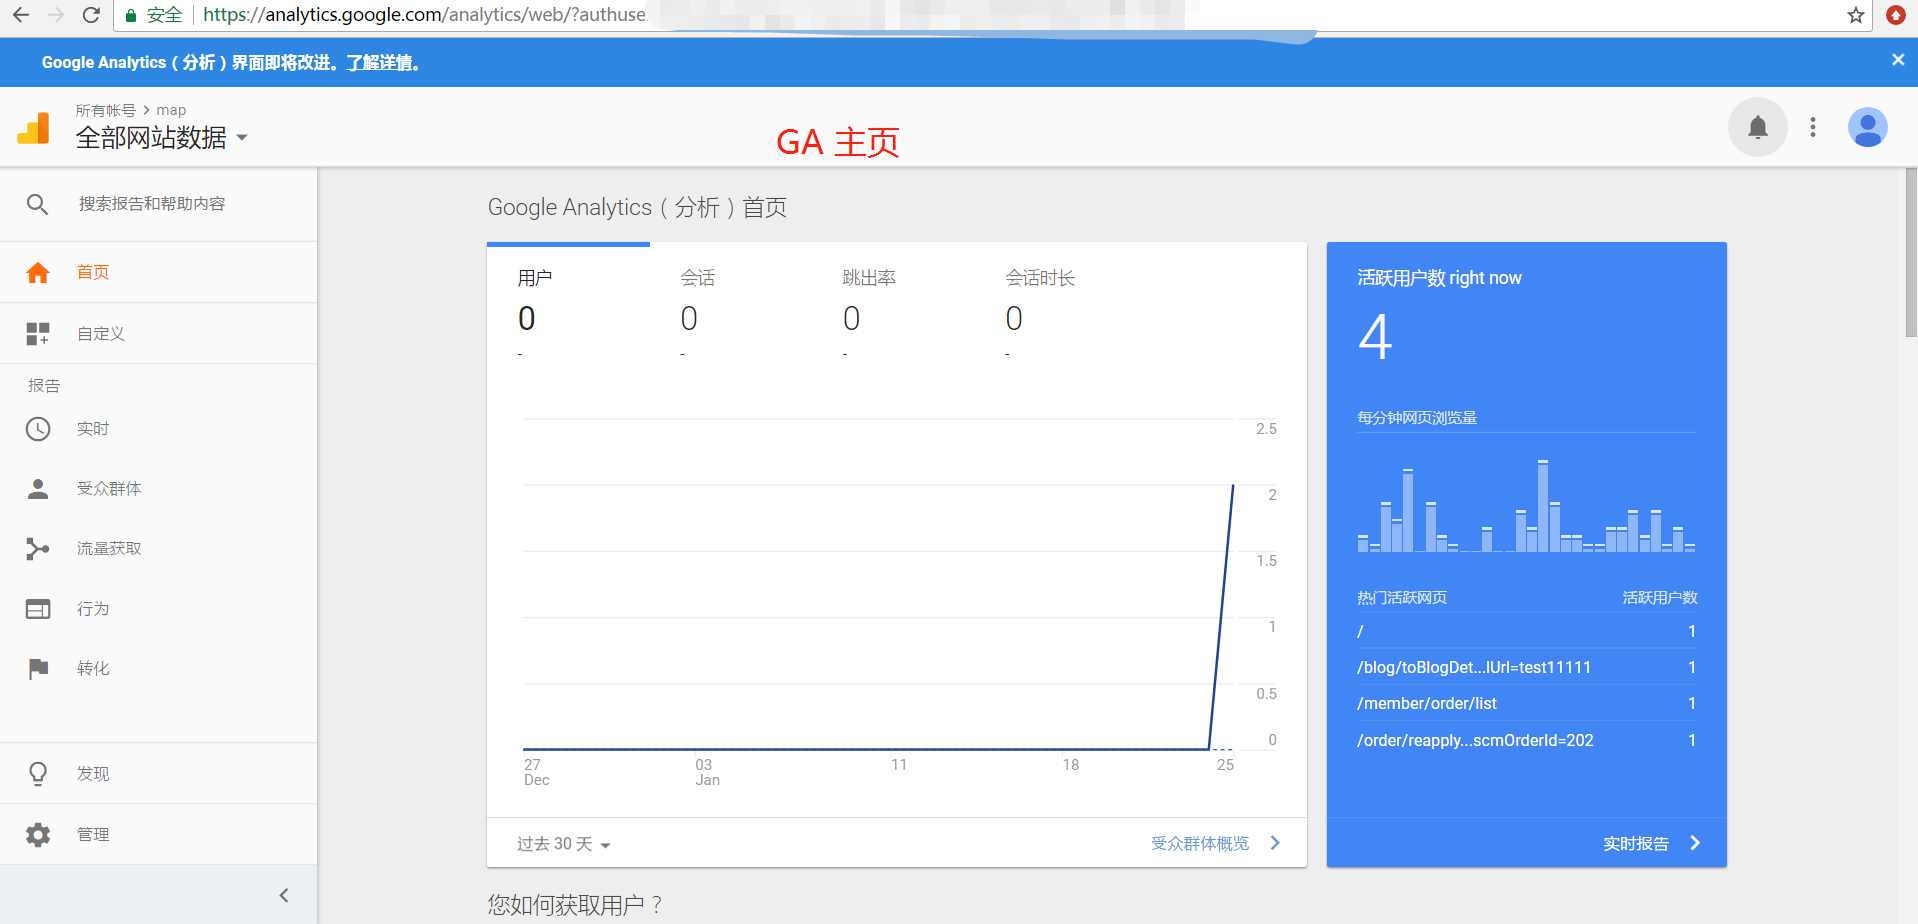 安全 https://analytics.google.com/analytics/web/?authuse
Google Analytics（分析）界面即将改进。了解详情。
所有帐号 > map
全部网站数据
GA 主页
搜索报告和帮助内容
首页
自定义
报告
实时
受众群体
流量获取
行为
转化
发现
管理
Google Analytics（分析）首页
用户 会话 跳出率 会话时长
0 0 0 0
- - - -
2.5
2
1.5
1
0.5
0
27 03 11 18 25
Dec Jan
过去 30 天 受众群体概览
活跃用户数 right now
4
每分钟网页浏览量
热门活跃网页 活跃用户数
/ 1
/blog/toBlogDet...lUrl=test11111 1
/member/order/list 1
/order/reapply...scmOrderId=202 1
实时报告
您如何获取用户？